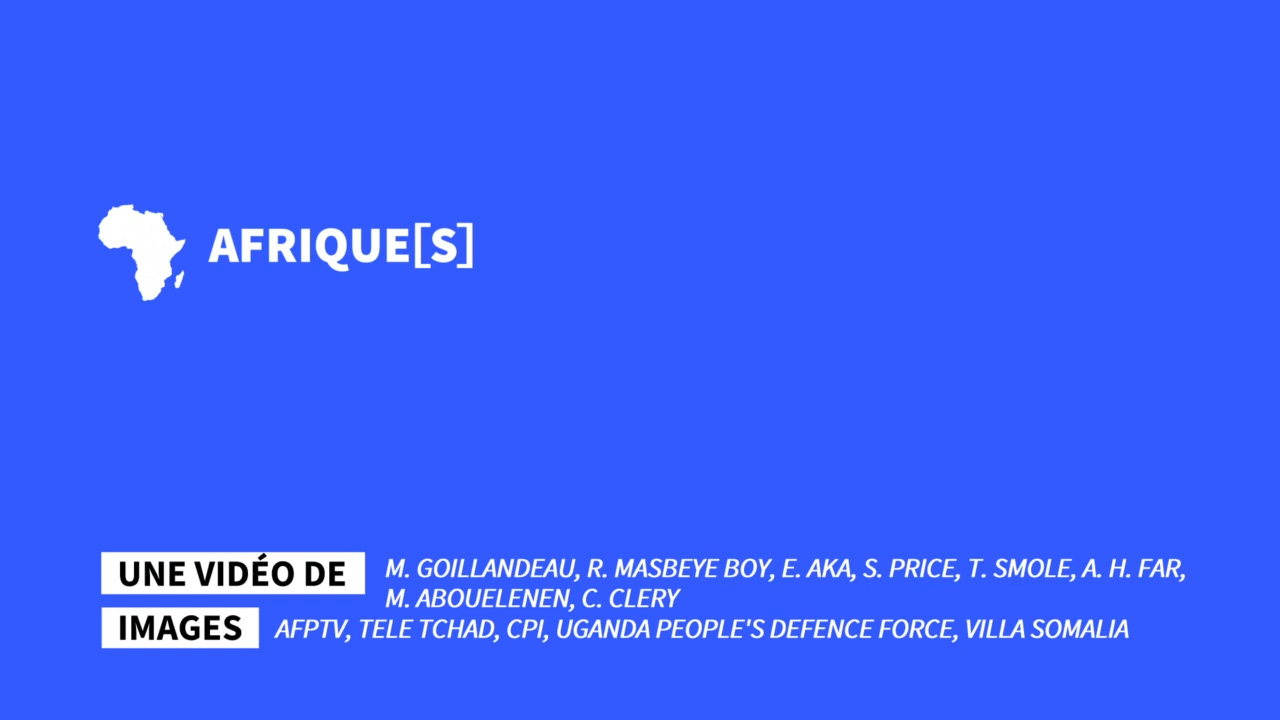 AFRIQUE[S]
UNE VIDÉO DE M. GOILLANDEAU, R. MASBEYE BOY, E. AKA, S. PRICE, T. SMOLE, A. H. FAR,
M. ABOUELENEN, C. CLERY
IMAGES AFPTV, TELE TCHAD, CPI, UGANDA PEOPLE'S DEFENCE FORCE, VILLA SOMALIA